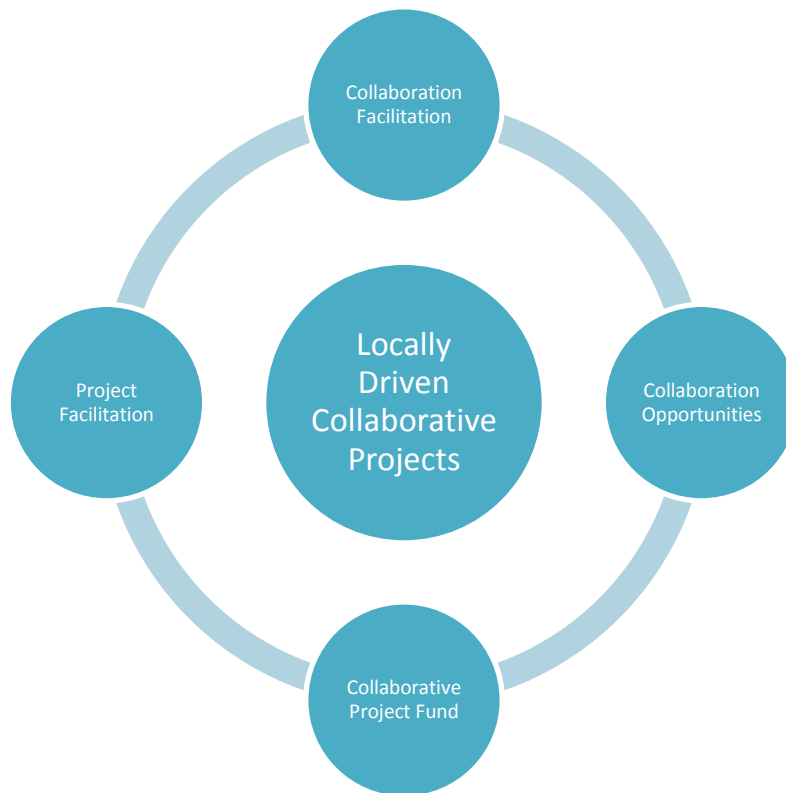 Collaboration
Facilitation
Locally
Driven
Collaborative
Projects
Project
Facilitation
Collaboration
Opportunities
Collaborative
Project Fund